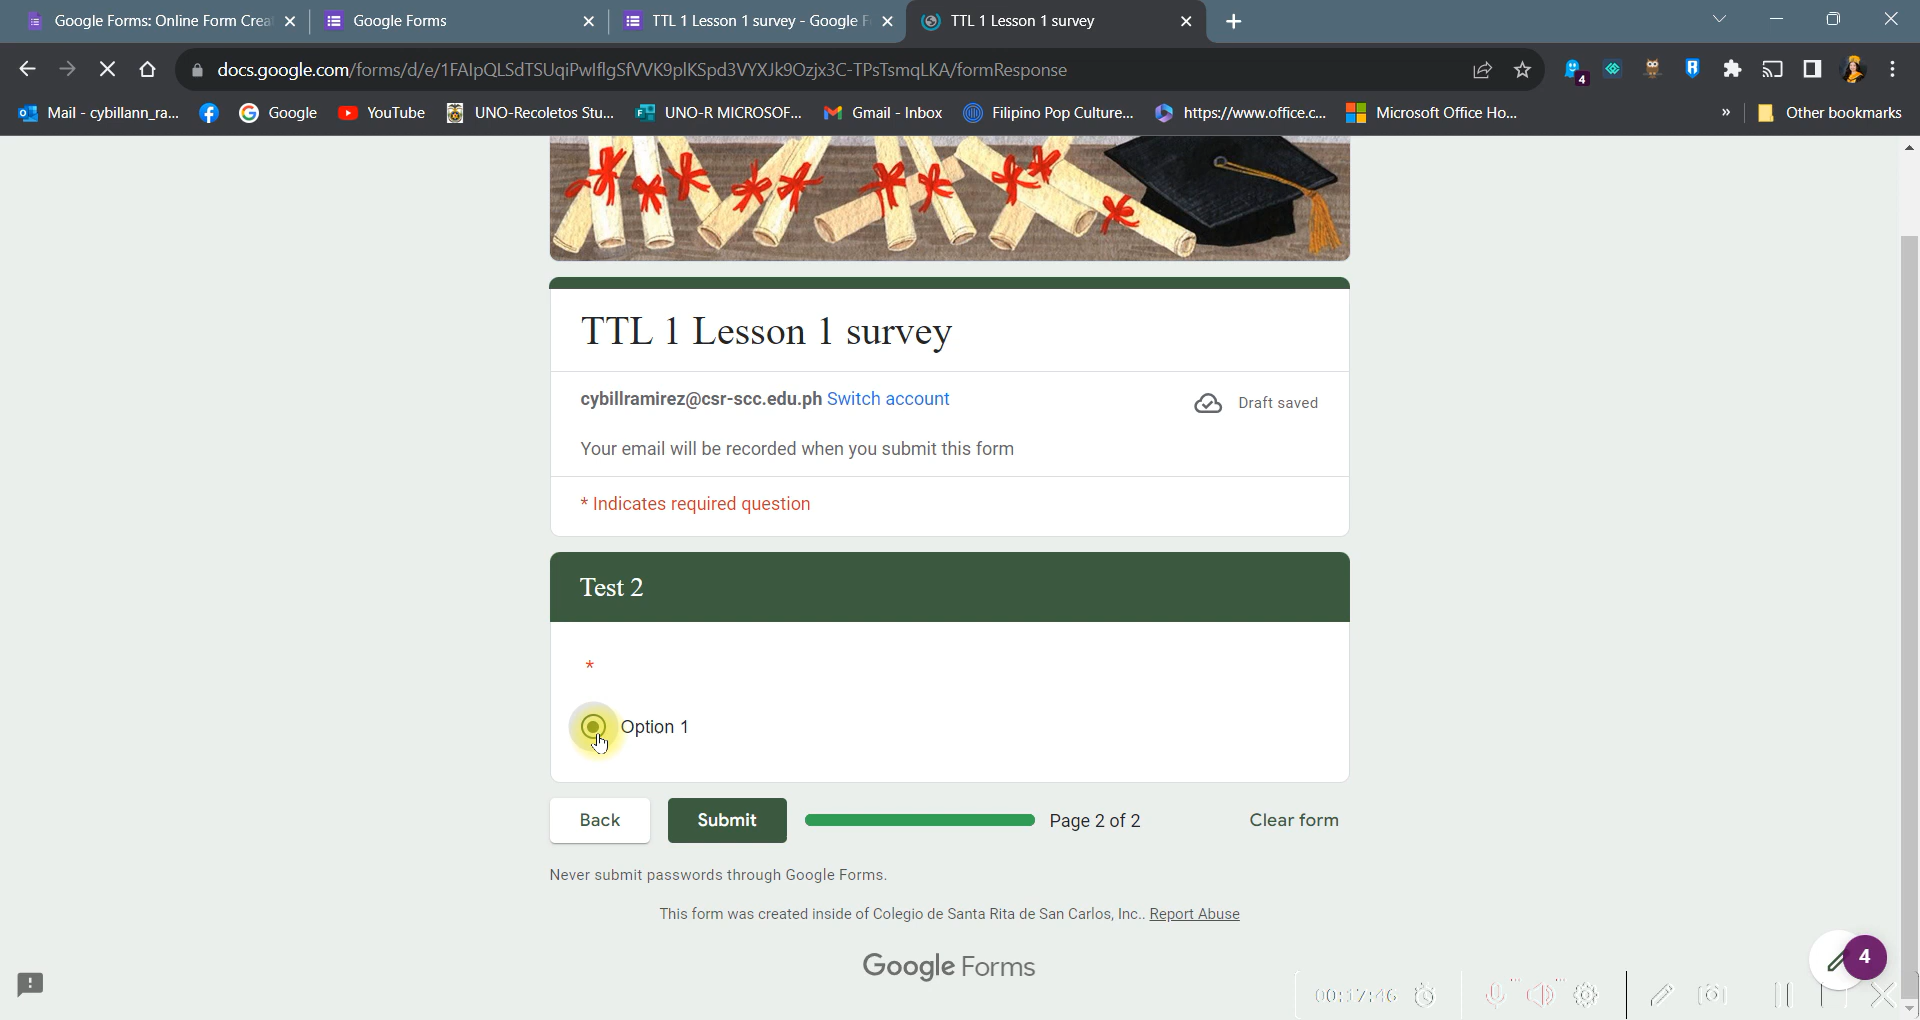 Google Forms: Online Form Crea
Google Forms
TTL 1 Lesson 1 survey - Google F
TTL 1 Lesson 1 survey
docs.google.com/forms/d/e/1FAIpQLSdTSUqiPwIflgSfVVK9plKSpd3VYXJk9Ozjx3C-TPsTsmqLKA/formResponse
4
Mail - cybillann_ra...
Google
YouTube
UNO-Recoletos Stu...
UNO-R MICROSOF...
Gmail - Inbox
Filipino Pop Culture...
https://www.office.c...
Microsoft Office Ho...
»
Other bookmarks
TTL 1 Lesson 1 survey
cybillramirez@csr-scc.edu.ph Switch account
Draft saved
Your email will be recorded when you submit this form
* Indicates required question
Test 2
*
Option 1
Back
Submit
Page 2 of 2
Clear form
Never submit passwords through Google Forms.
This form was created inside of Colegio de Santa Rita de San Carlos, Inc.. Report Abuse
Google Forms
4
00:17:46